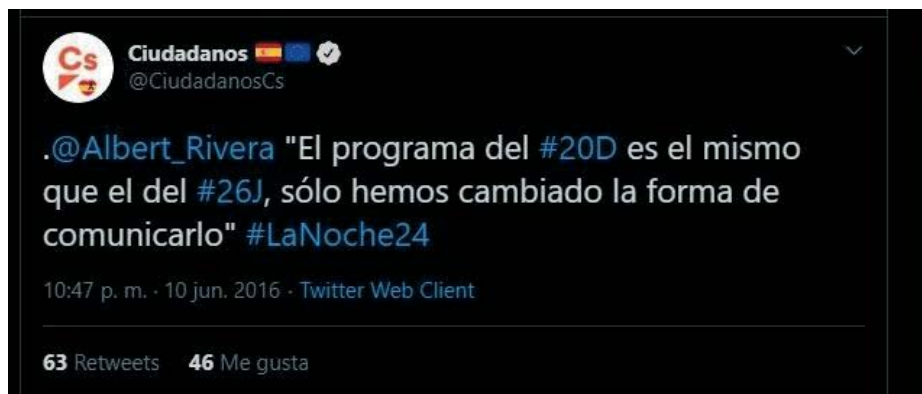 Cs
Ciudadanos 🇪🇸🇪🇺
@CiudadanosCs
.@Albert_Rivera "El programa del #20D es el mismo
que el del #26J, sólo hemos cambiado la forma de
comunicarlo" #LaNoche24
10:47 p. m. · 10 jun. 2016 · Twitter Web Client
63 Retweets 46 Me gusta